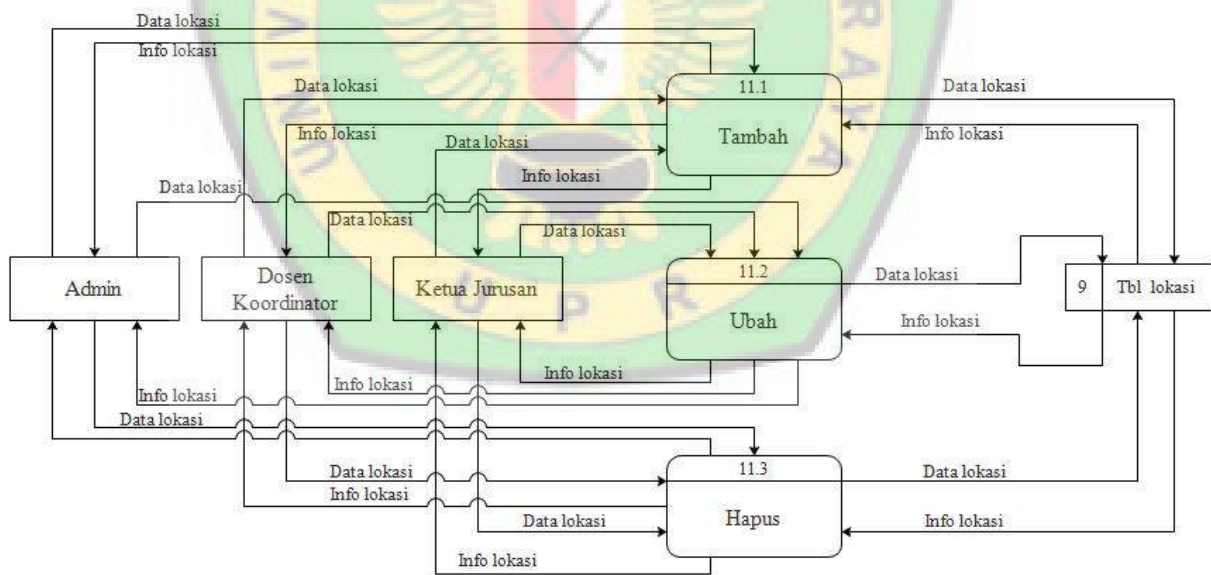 Data lokasi
Info lokasi
11.1
Tambah
Data lokasi
Data lokasi
Info lokasi
Info lokasi
Data lokasi
Info lokasi
Data lokasi
Data lokasi
Data lokasi
Admin
Dosen
Koordinator
Ketua Jurusan
11.2
Ubah
Data lokasi
Info lokasi
9
Tbl lokasi
Info lokasi
Info lokasi
Info lokasi
Data lokasi
11.3
Hapus
Data lokasi
Info lokasi
Data lokasi
Data lokasi
Info lokasi
Info lokasi
UNIV
RAYA
U P R